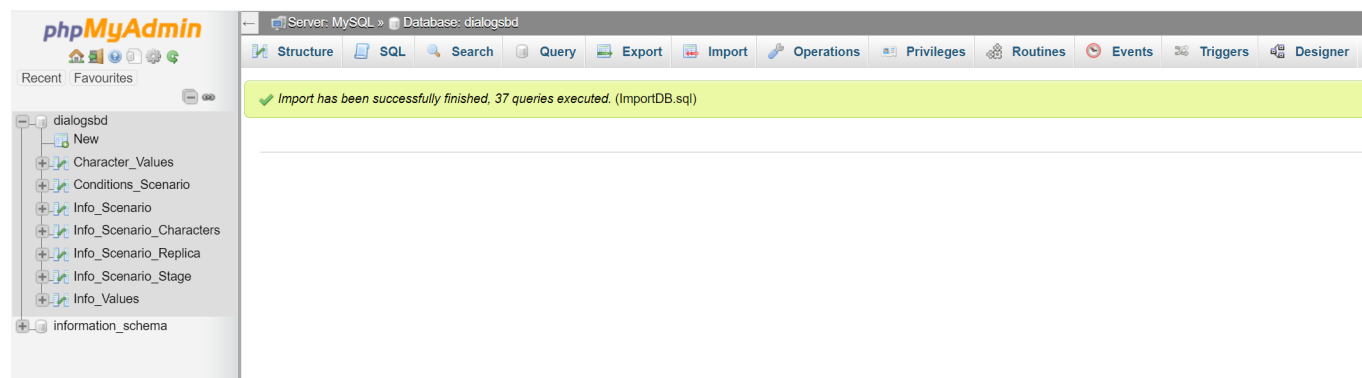 phpMyAdmin
Recent Favourites
dialogsbd
New
Character_Values
Conditions_Scenario
Info_Scenario
Info_Scenario_Characters
Info_Scenario_Replica
Info_Scenario_Stage
Info_Values
information_schema
← Server: MySQL » Database: dialogsbd
Structure SQL Search Query Export Import Operations Privileges Routines Events Triggers Designer
Import has been successfully finished, 37 queries executed. (ImportDB.sql)